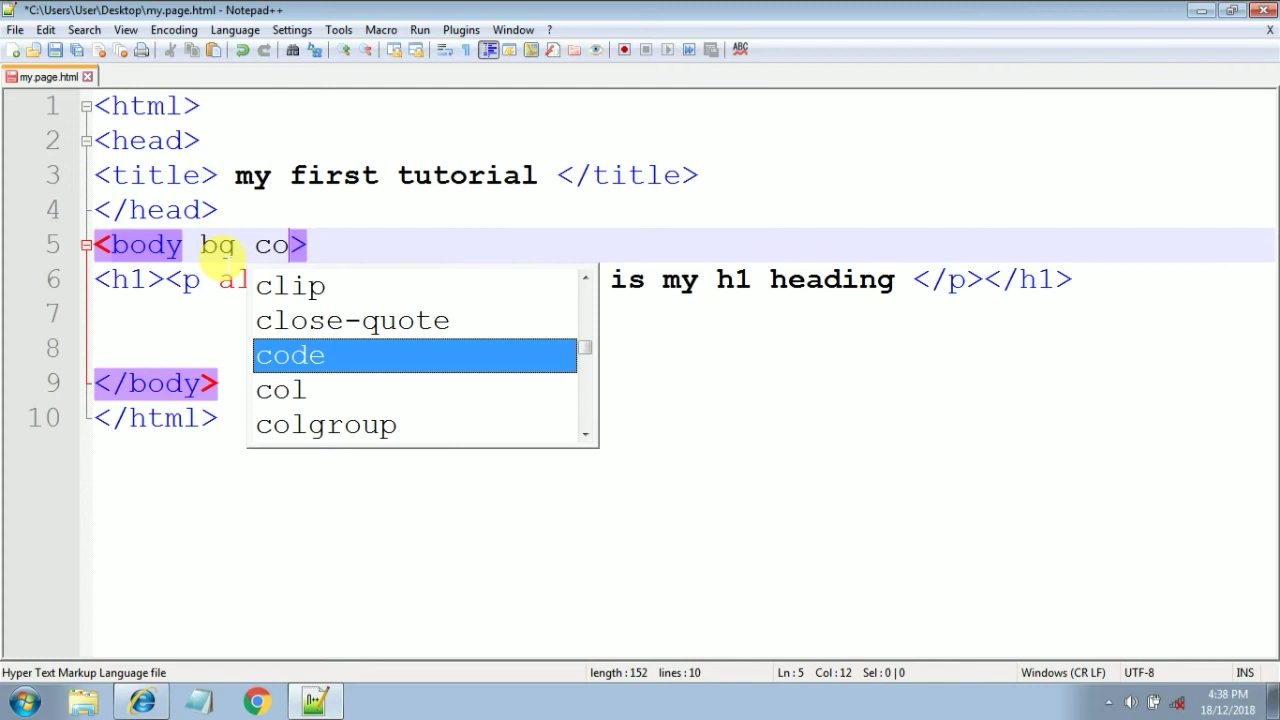 *C:\Users\User\Desktop\my.page.html - Notepad++
File Edit Search View Encoding Language Settings Tools Macro Run Plugins Window ? X
ABC
my.page.html
1 <html>
2 <head>
3 <title> my first tutorial </title>
4 </head>
5 <body bg co>
6 <h1><p al is my h1 heading </p></h1>
7
8
9 </body>
10 </html>
clip
close-quote
code
col
colgroup
Hyper Text Markup Language file length : 152 lines : 10 Ln : 5 Col : 12 Sel : 0 | 0 Windows (CR LF) UTF-8 INS
4:38 PM
18/12/2018